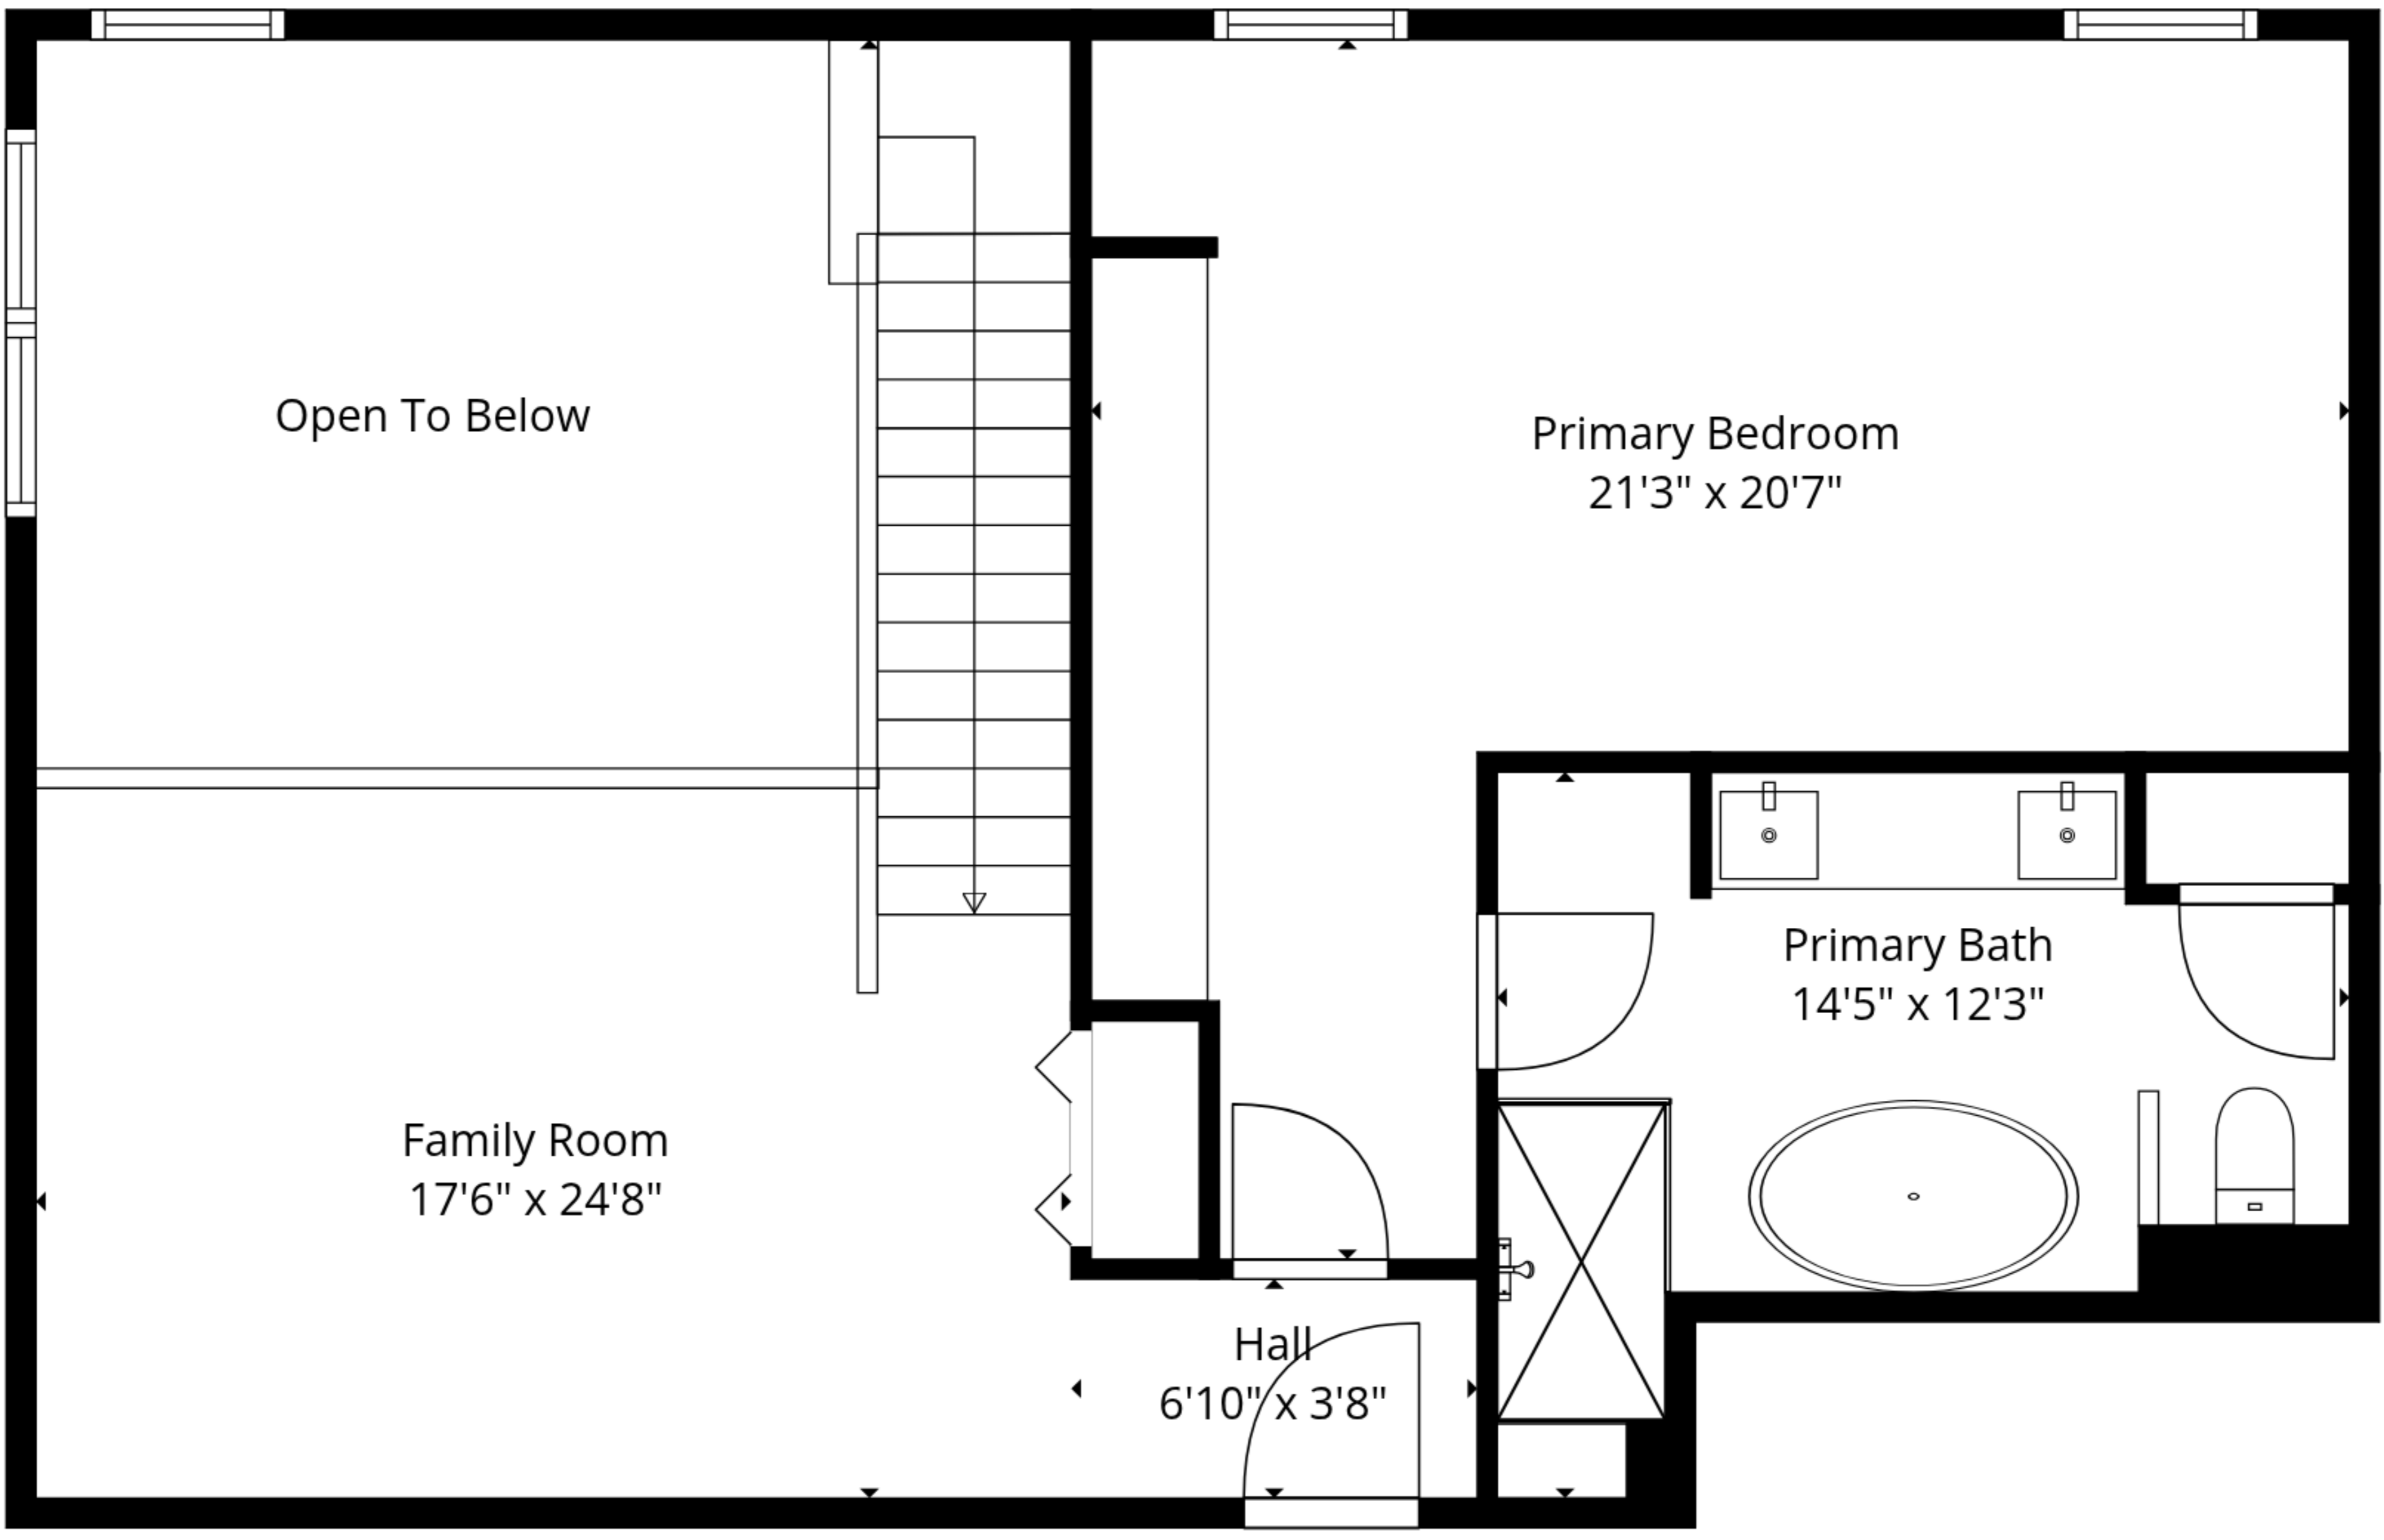 Open To Below
Primary Bedroom
21'3" x 20'7"
Primary Bath
14'5" x 12'3"
Family Room
17'6" x 24'8"
Hall
6'10" x 3'8"